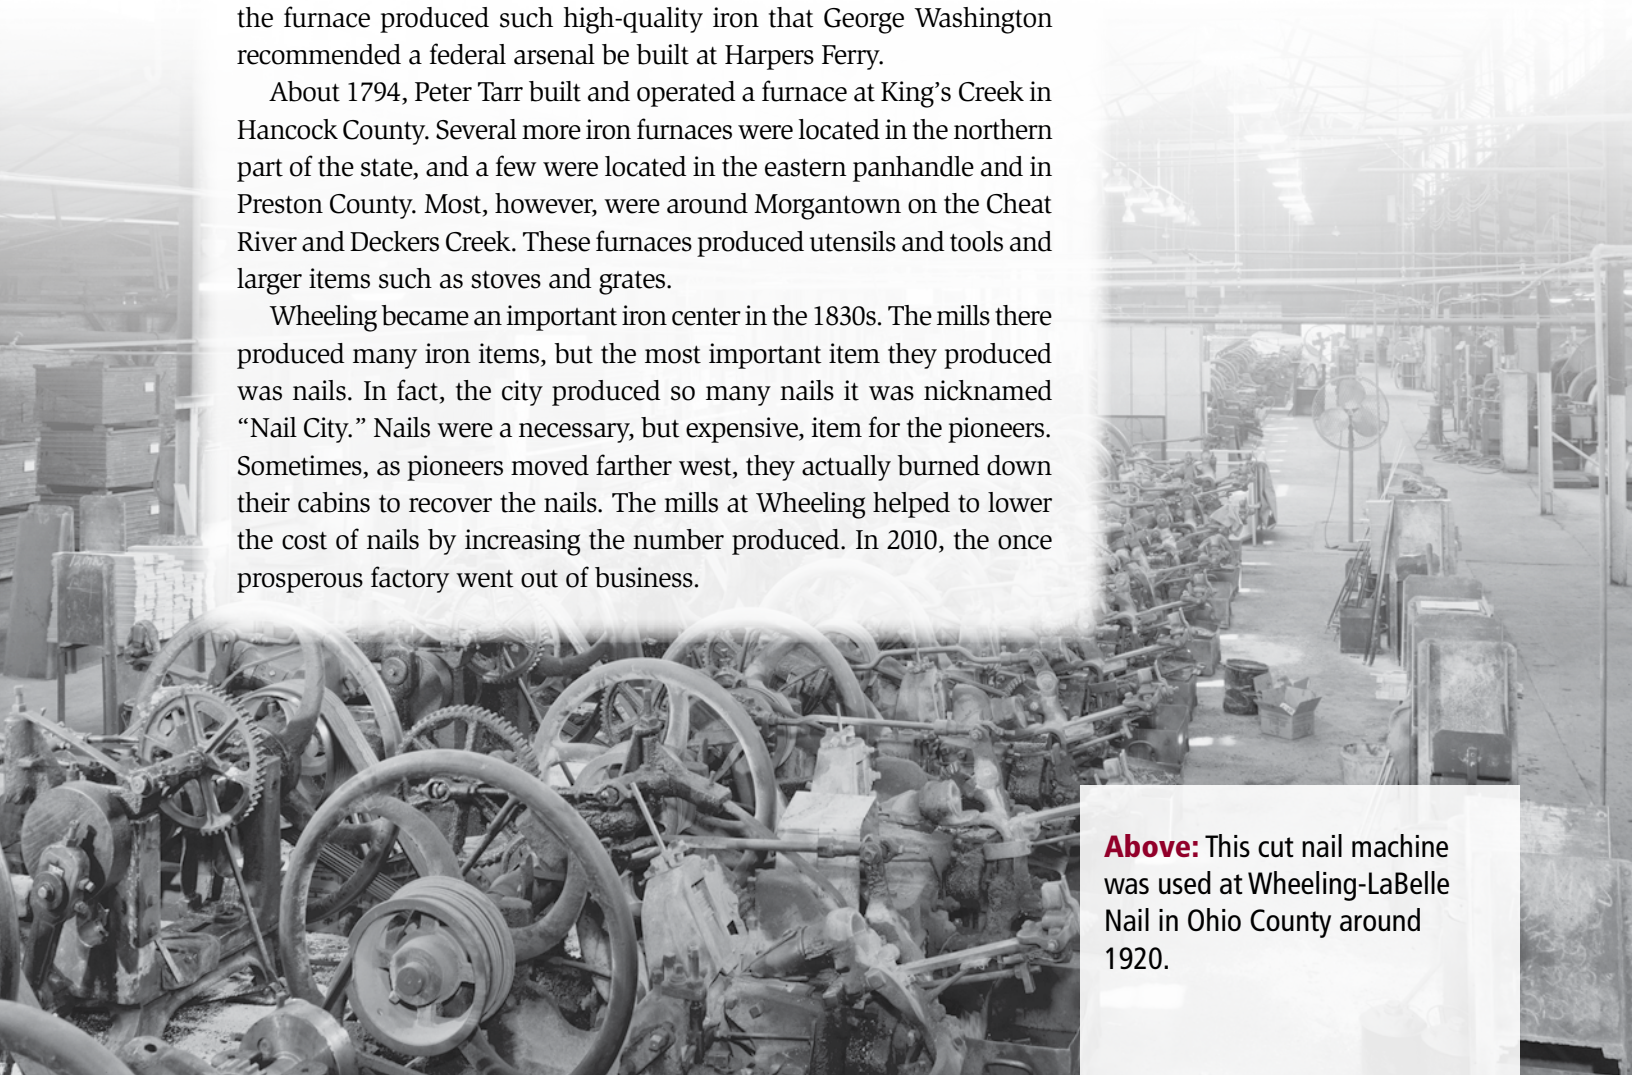 the furnace produced such high-quality iron that George Washington
recommended a federal arsenal be built at Harpers Ferry.
About 1794, Peter Tarr built and operated a furnace at King’s Creek in
Hancock County. Several more iron furnaces were located in the northern
part of the state, and a few were located in the eastern panhandle and in
Preston County. Most, however, were around Morgantown on the Cheat
River and Deckers Creek. These furnaces produced utensils and tools and
larger items such as stoves and grates.
Wheeling became an important iron center in the 1830s. The mills there
produced many iron items, but the most important item they produced
was nails. In fact, the city produced so many nails it was nicknamed
“Nail City.” Nails were a necessary, but expensive, item for the pioneers.
Sometimes, as pioneers moved farther west, they actually burned down
their cabins to recover the nails. The mills at Wheeling helped to lower
the cost of nails by increasing the number produced. In 2010, the once
prosperous factory went out of business.
Above: This cut nail machine
was used at Wheeling-LaBelle
Nail in Ohio County around
1920.